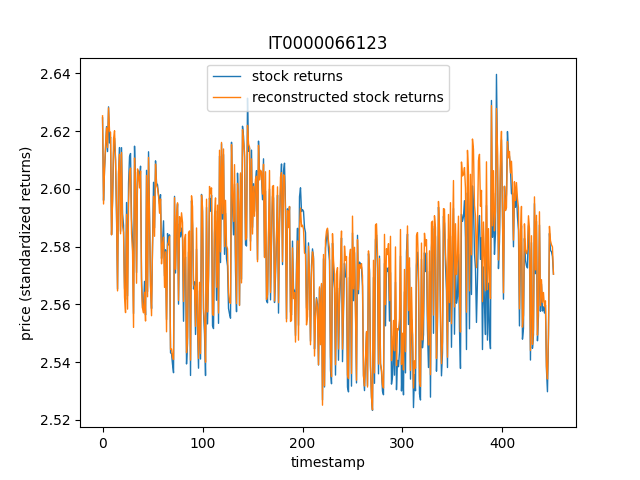 IT0000066123
stock returns
reconstructed stock returns
price (standardized returns)
2.64
2.62
2.60
2.58
2.56
2.54
2.52
0 100 200 300 400
timestamp